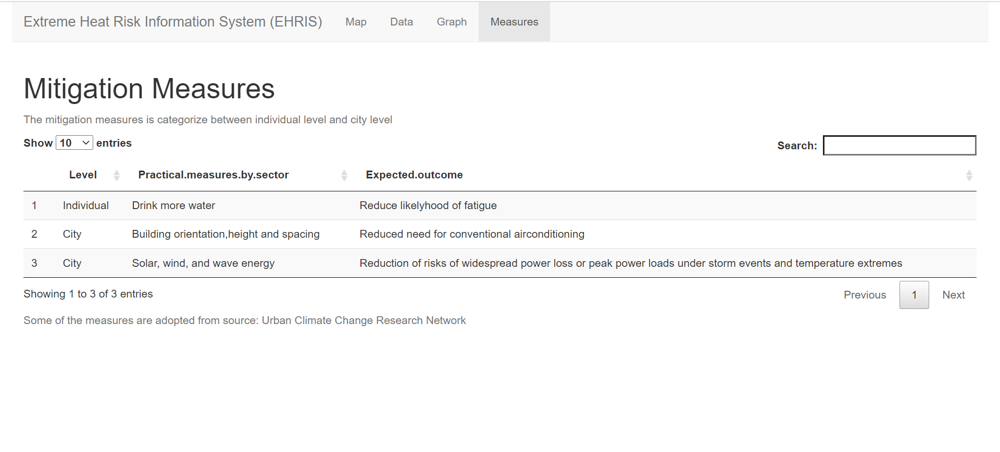 Extreme Heat Risk Information System (EHRIS) Map Data Graph Measures
Mitigation Measures
The mitigation measures is categorize between individual level and city level
Show 10 entries Search:
Level Practical.measures.by.sector Expected.outcome
1 Individual Drink more water Reduce likelyhood of fatigue
2 City Building orientation,height and spacing Reduced need for conventional airconditioning
3 City Solar, wind, and wave energy Reduction of risks of widespread power loss or peak power loads under storm events and temperature extremes
Showing 1 to 3 of 3 entries Previous 1 Next
Some of the measures are adopted from source: Urban Climate Change Research Network